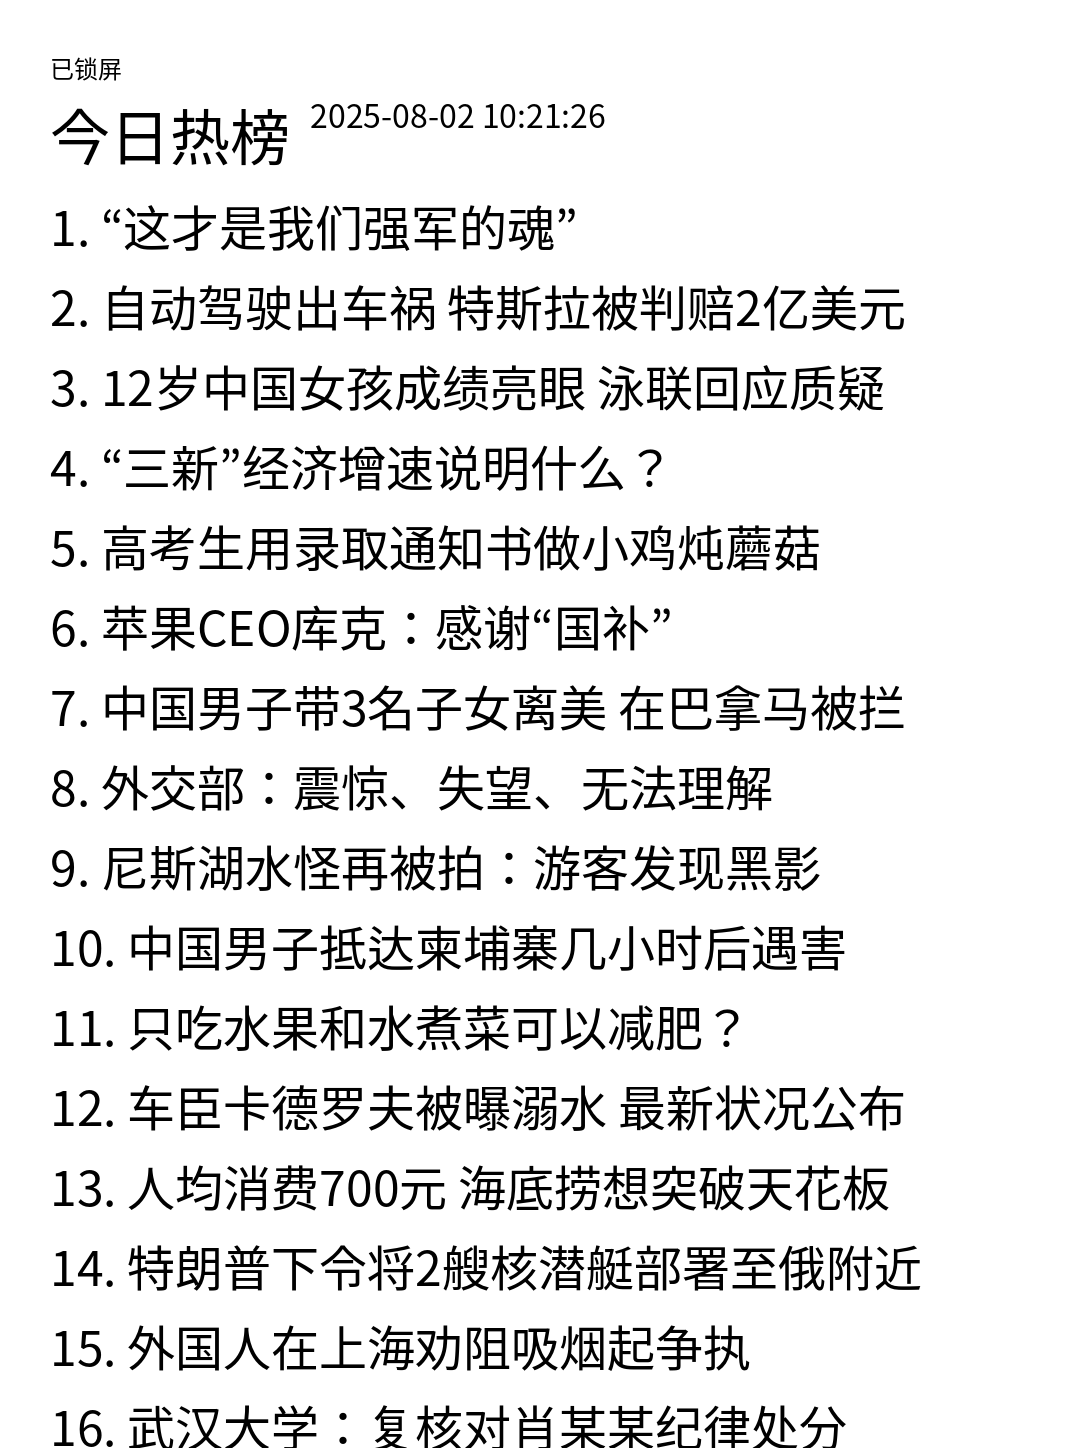 已锁屏
今日热榜 2025-08-02 10:21:26
1. “这才是我们强军的魂”
2. 自动驾驶出车祸 特斯拉被判赔2亿美元
3. 12岁中国女孩成绩亮眼 泳联回应质疑
4. “三新”经济增速说明什么？
5. 高考生用录取通知书做小鸡炖蘑菇
6. 苹果CEO库克：感谢“国补”
7. 中国男子带3名子女离美 在巴拿马被拦
8. 外交部：震惊、失望、无法理解
9. 尼斯湖水怪再被拍：游客发现黑影
10. 中国男子抵达柬埔寨几小时后遇害
11. 只吃水果和水煮菜可以减肥？
12. 车臣卡德罗夫被曝溺水 最新状况公布
13. 人均消费700元 海底捞想突破天花板
14. 特朗普下令将2艘核潜艇部署至俄附近
15. 外国人在上海劝阻吸烟起争执
16. 武汉大学：复核对肖某某纪律处分